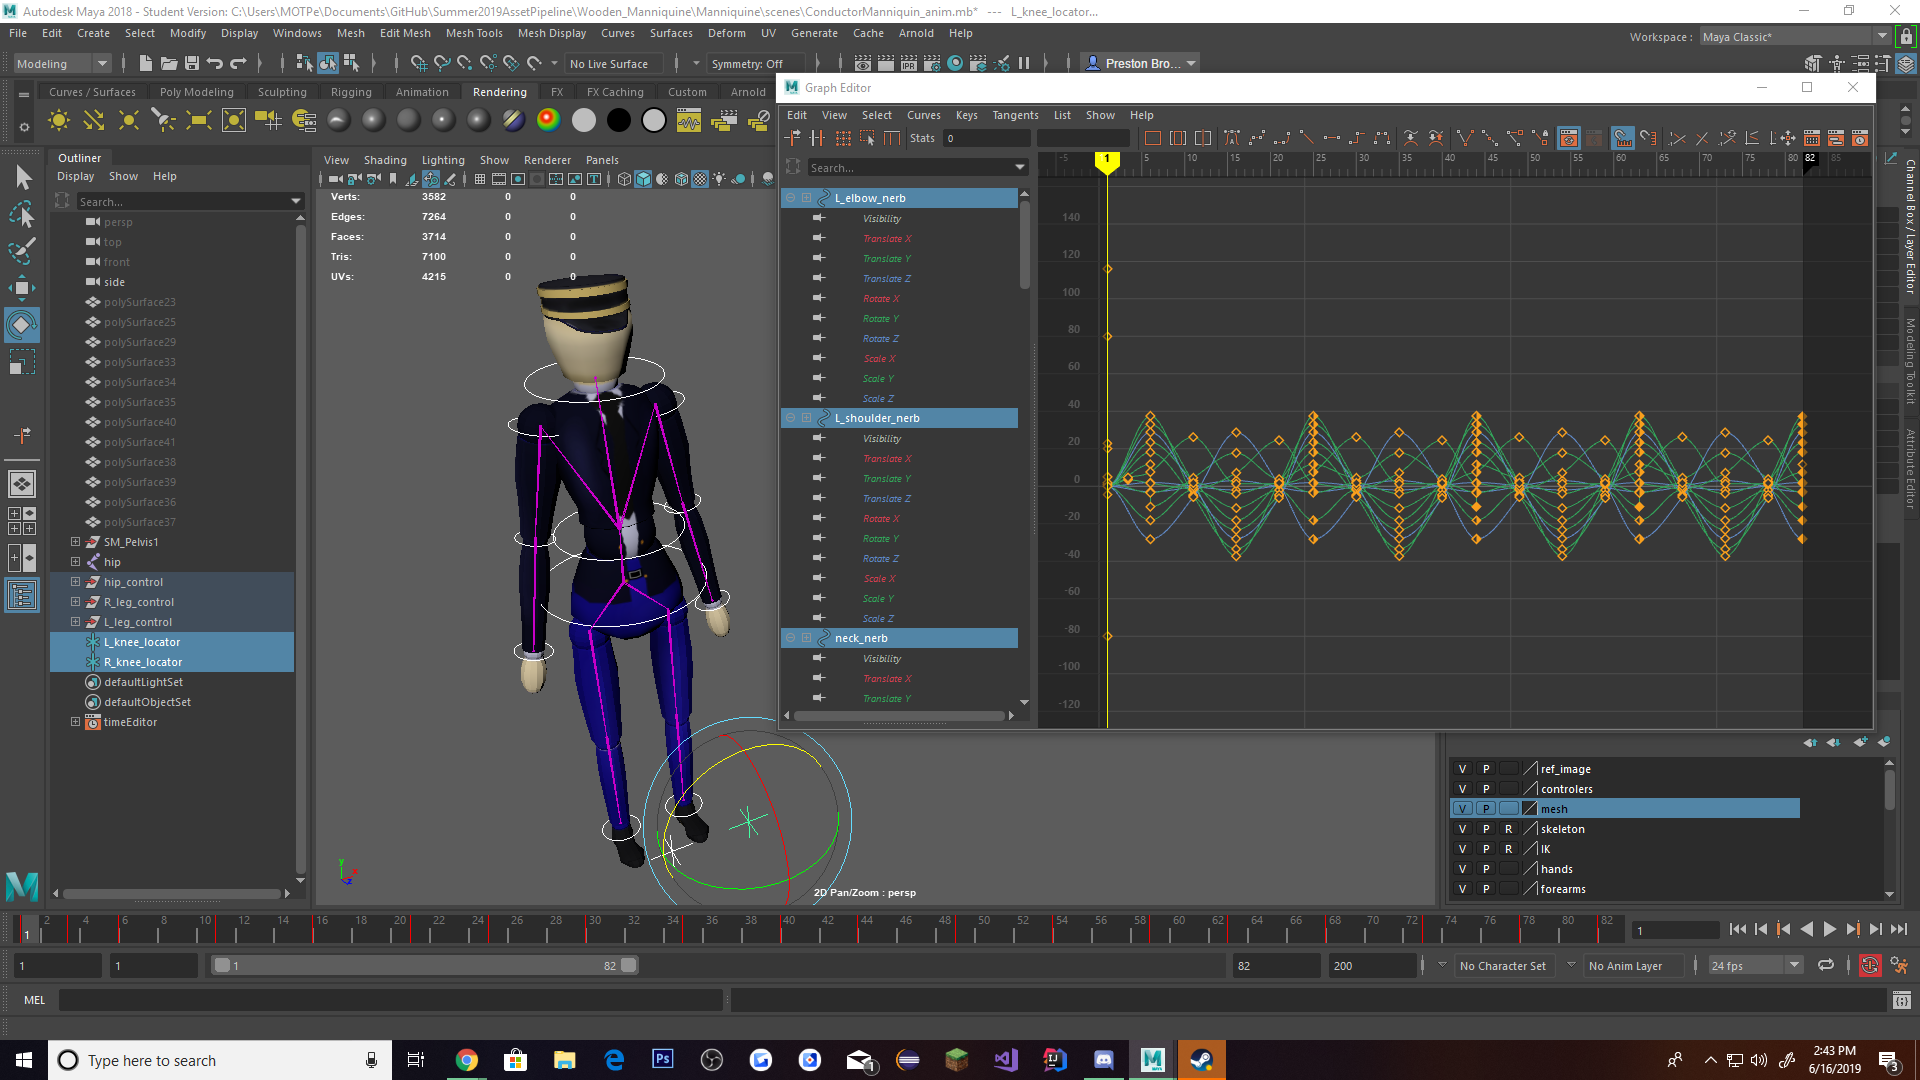 Autodesk Maya 2018 - Student Version: C:\Users\MOTPe\Documents\GitHub\Summer2019AssetPipeline\Wooden_Manniquine\Manniquine\scenes\ConductorManniquin_anim.mb* --- L_knee_locator...
File Edit Create Select Modify Display Windows Mesh Edit Mesh Mesh Tools Mesh Display Curves Surfaces Deform UV Generate Cache Arnold Help
Workspace : Maya Classic*
Modeling No Live Surface Symmetry: Off Preston Bro...
Curves / Surfaces Poly Modeling Sculpting Rigging Animation Rendering FX FX Caching Custom Arnold
Outliner
Display Show Help
Search...
persp
top
front
side
polySurface23
polySurface25
polySurface29
polySurface33
polySurface34
polySurface35
polySurface40
polySurface41
polySurface38
polySurface39
polySurface36
polySurface37
SM_Pelvis1
hip
hip_control
R_leg_control
L_leg_control
L_knee_locator
R_knee_locator
defaultLightSet
defaultObjectSet
timeEditor
View Shading Lighting Show Renderer Panels
Verts: 3582 0 0
Edges: 7264 0 0
Faces: 3714 0 0
Tris: 7100 0 0
UVs: 4215 0 0
2D Pan/Zoom : persp
Graph Editor
Edit View Select Curves Keys Tangents List Show Help
Stats 0
Search...
L_elbow_nerb
Visibility
Translate X
Translate Y
Translate Z
Rotate X
Rotate Y
Rotate Z
Scale X
Scale Y
Scale Z
L_shoulder_nerb
Visibility
Translate X
Translate Y
Translate Z
Rotate X
Rotate Y
Rotate Z
Scale X
Scale Y
Scale Z
neck_nerb
Visibility
Translate X
Translate Y
-5 1 5 10 15 20 25 30 35 40 45 50 55 60 65 70 75 80 82 85
140
120
100
80
60
40
20
0
-20
-40
-60
-80
-100
-120
Channel Box / Layer Editor
Modeling Toolkit
Attribute Editor
V P ref_image
V P controlers
V P mesh
V P R skeleton
V P R IK
V P hands
V P forearms
1 2 4 6 8 10 12 14 16 18 20 22 24 26 28 30 32 34 36 38 40 42 44 46 48 50 52 54 56 58 60 62 64 66 68 70 72 74 76 78 80 82 1
1 1 1 82 82 200 No Character Set No Anim Layer 24 fps
MEL
Type here to search
2:43 PM
6/16/2019